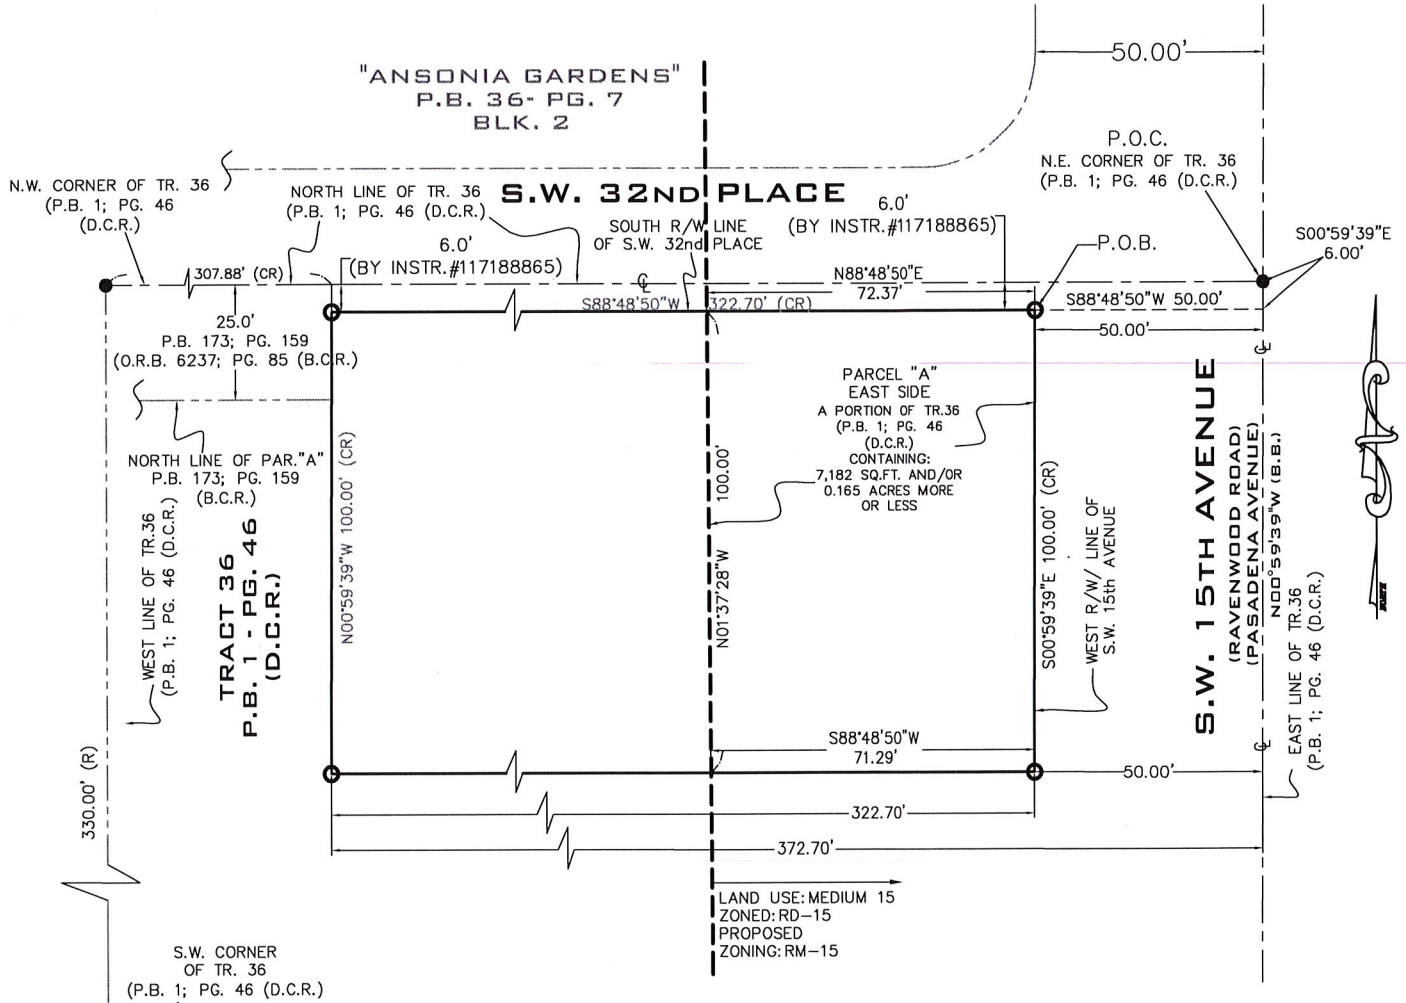 50.00'
"ANSONIA GARDENS"
P.B. 36- PG. 7
BLK. 2
P.O.C.
N.E. CORNER OF TR. 36
(P.B. 1; PG. 46 (D.C.R.)
N.W. CORNER OF TR. 36
(P.B. 1; PG. 46
(D.C.R.)
NORTH LINE OF TR. 36
(P.B. 1; PG. 46 (D.C.R.)
S.W. 32ND PLACE
6.0'
(BY INSTR.#117188865)
SOUTH R/W LINE
OF S.W. 32nd PLACE
6.0'
(BY INSTR.#117188865)
P.O.B.
S00°59'39"E
6.00'
307.88' (CR)
℄
N88°48'50"E
72.37'
S88°48'50"W 322.70' (CR)
S88°48'50"W 50.00'
50.00'
25.0'
P.B. 173; PG. 159
(O.R.B. 6237; PG. 85 (B.C.R.)
℄
PARCEL "A"
EAST SIDE
A PORTION OF TR.36
(P.B. 1; PG. 46
(D.C.R.)
CONTAINING:
7,182 SQ.FT. AND/OR
0.165 ACRES MORE
OR LESS
NORTH LINE OF PAR."A"
P.B. 173; PG. 159
(B.C.R.)
WEST LINE OF TR.36
(P.B. 1; PG. 46 (D.C.R.)
TRACT 36
P.B. 1 - PG. 46
(D.C.R.)
N00°59'39"W 100.00' (CR)
N01°37'28"W 100.00'
S00°59'39"E 100.00' (CR)
WEST R/W/ LINE OF
S.W. 15th AVENUE
S.W. 15TH AVENUE
(RAVENWOOD ROAD)
(PASADENA AVENUE)
N00°59'39"W (B.B.)
EAST LINE OF TR.36
(P.B. 1; PG. 46 (D.C.R.)
NORTH
℄
S88°48'50"W
71.29'
50.00'
330.00' (R)
322.70'
372.70'
LAND USE: MEDIUM 15
ZONED: RD-15
PROPOSED
ZONING: RM-15
S.W. CORNER
OF TR. 36
(P.B. 1; PG. 46 (D.C.R.)